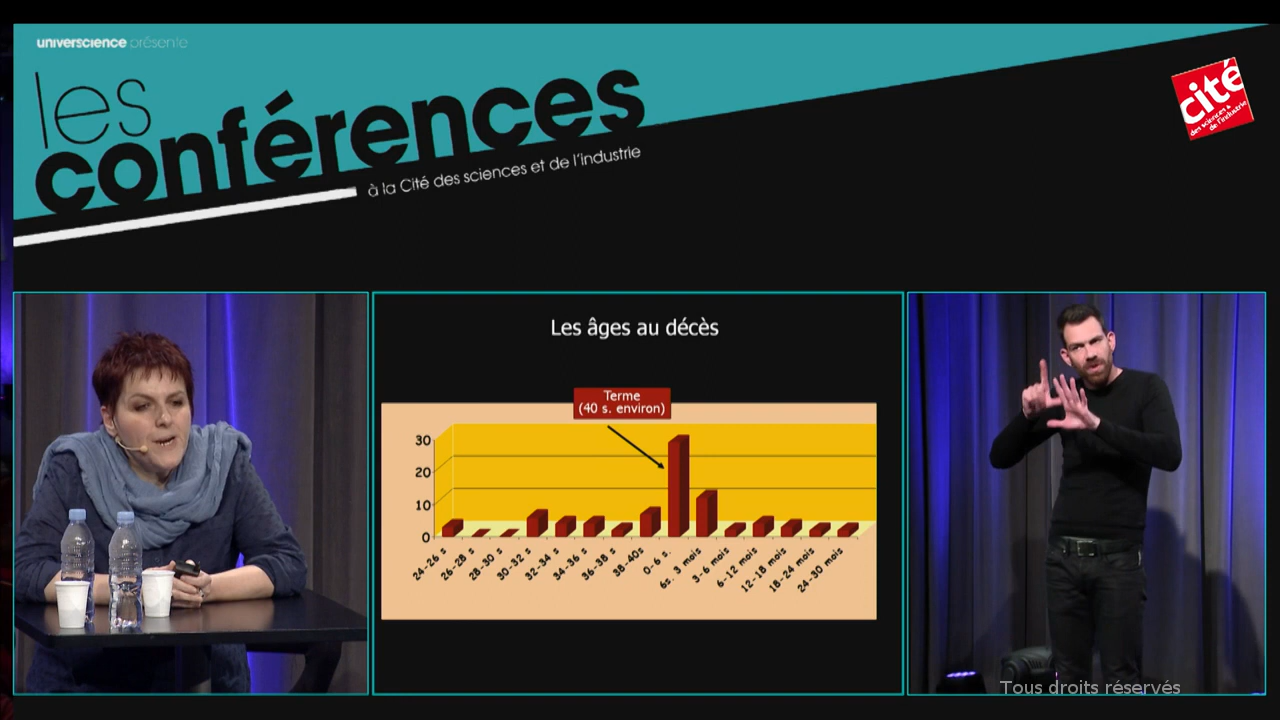 universcience présente
les
conférences
à la Cité des sciences et de l'industrie
cité
des sciences &
de l'industrie
Les âges au décès
Terme
(40 s. environ)
30
20
10
0
24-26 s
26-28 s
28-30 s
30-32 s
32-34 s
34-36 s
36-38 s
38-40s
0-6 s.
6s. 3 mois
3-6 mois
6-12 mois
12-18 mois
18-24 mois
24-30 mois
Tous droits réservés